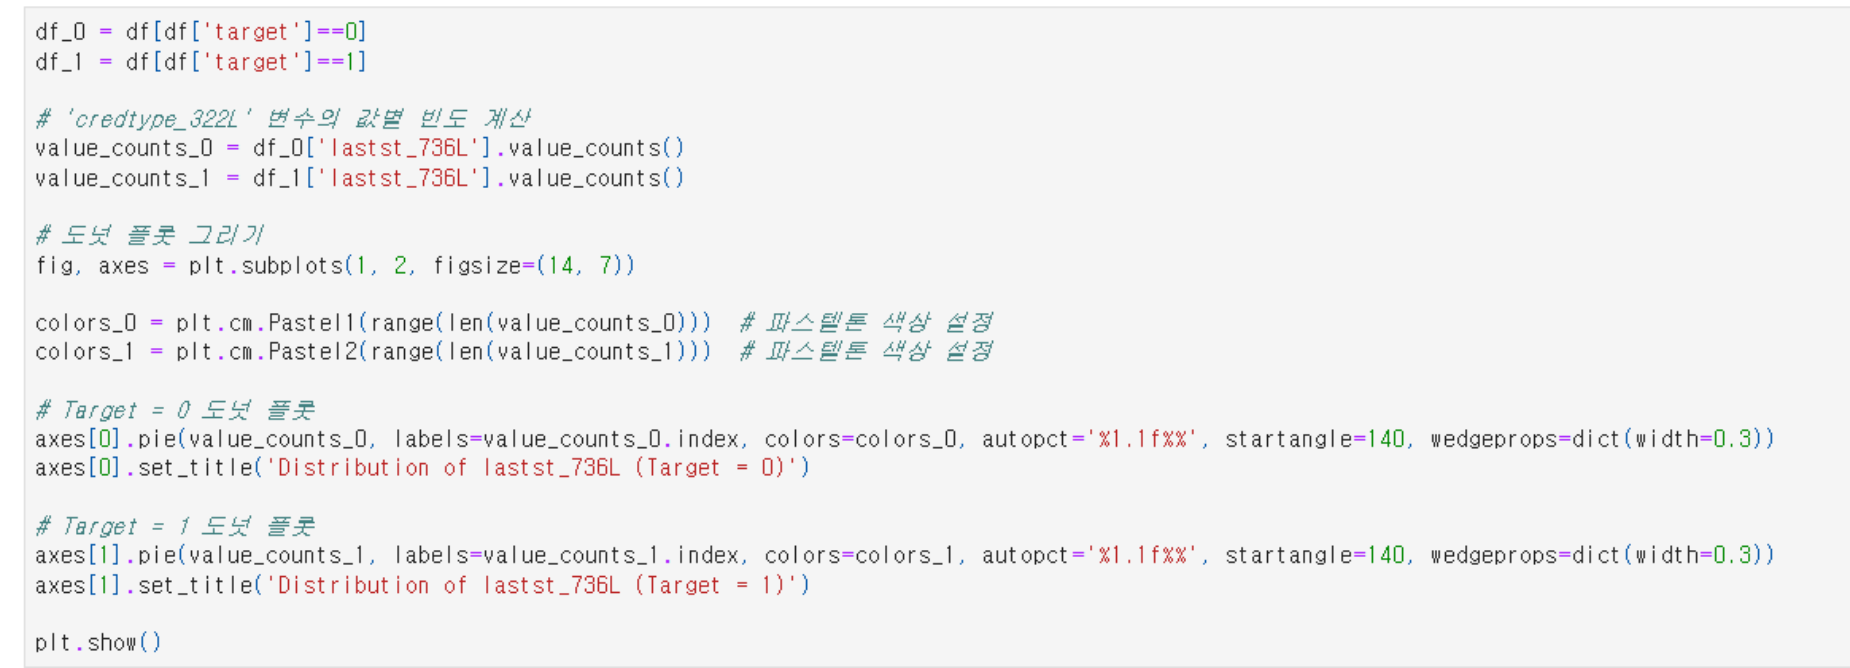 df_0 = df[df['target']==0]
df_1 = df[df['target']==1]
# 'credtype_322L' 변수의 값별 빈도 계산
value_counts_0 = df_0['lastst_736L'].value_counts()
value_counts_1 = df_1['lastst_736L'].value_counts()
# 도넛 플롯 그리기
fig, axes = plt.subplots(1, 2, figsize=(14, 7))
colors_0 = plt.cm.Pastel1(range(len(value_counts_0)))  # 파스텔톤 색상 설정
colors_1 = plt.cm.Pastel2(range(len(value_counts_1)))  # 파스텔톤 색상 설정
# Target = 0 도넛 플롯
axes[0].pie(value_counts_0, labels=value_counts_0.index, colors=colors_0, autopct='%1.1f%%', startangle=140, wedgeprops=dict(width=0.3))
axes[0].set_title('Distribution of lastst_736L (Target = 0)')
# Target = 1 도넛 플롯
axes[1].pie(value_counts_1, labels=value_counts_1.index, colors=colors_1, autopct='%1.1f%%', startangle=140, wedgeprops=dict(width=0.3))
axes[1].set_title('Distribution of lastst_736L (Target = 1)')
plt.show()